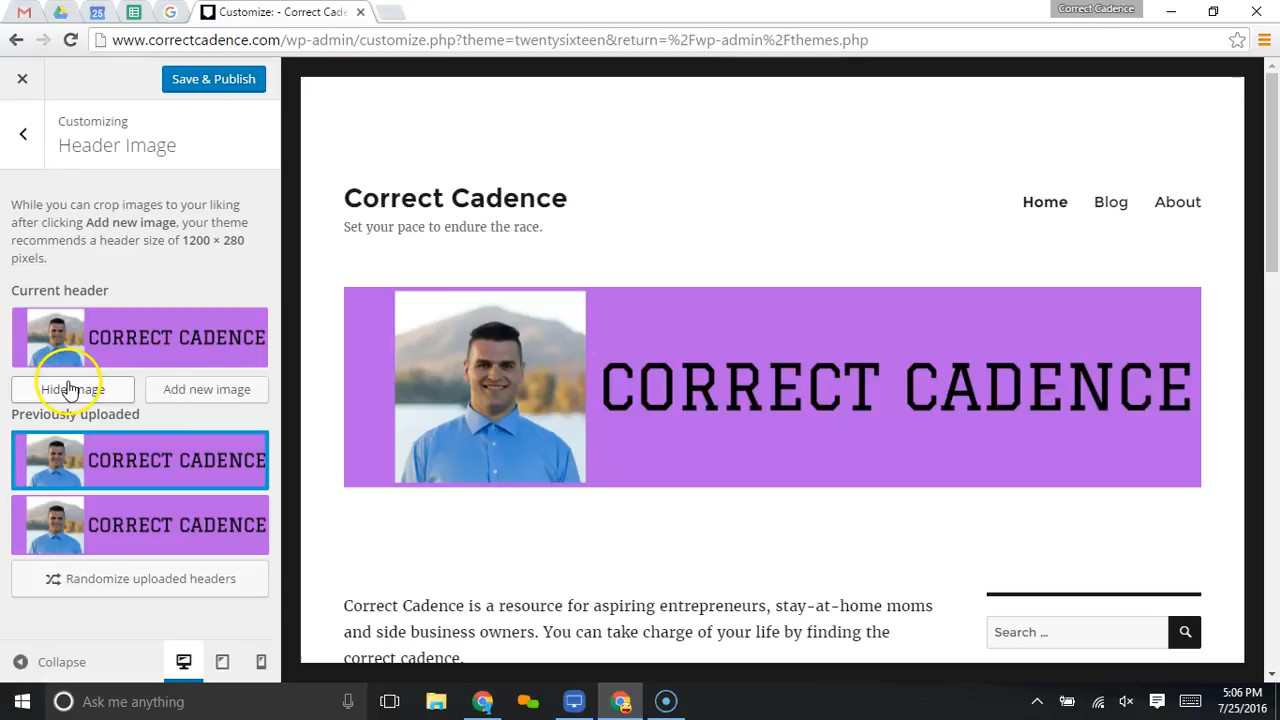 Customize: - Correct Cade
Correct Cadence
www.correctcadence.com/wp-admin/customize.php?theme=twentysixteen&return=%2Fwp-admin%2Fthemes.php
Save & Publish
Customizing
Header Image
While you can crop images to your liking
after clicking Add new image, your theme
recommends a header size of 1200 × 280
pixels.
Current header
CORRECT CADENCE
Hide image
Add new image
Previously uploaded
CORRECT CADENCE
CORRECT CADENCE
Randomize uploaded headers
Collapse
Correct Cadence
Set your pace to endure the race.
Home
Blog
About
CORRECT CADENCE
Correct Cadence is a resource for aspiring entrepreneurs, stay-at-home moms
and side business owners. You can take charge of your life by finding the
correct cadence.
Search …
Ask me anything
5:06 PM
7/25/2016